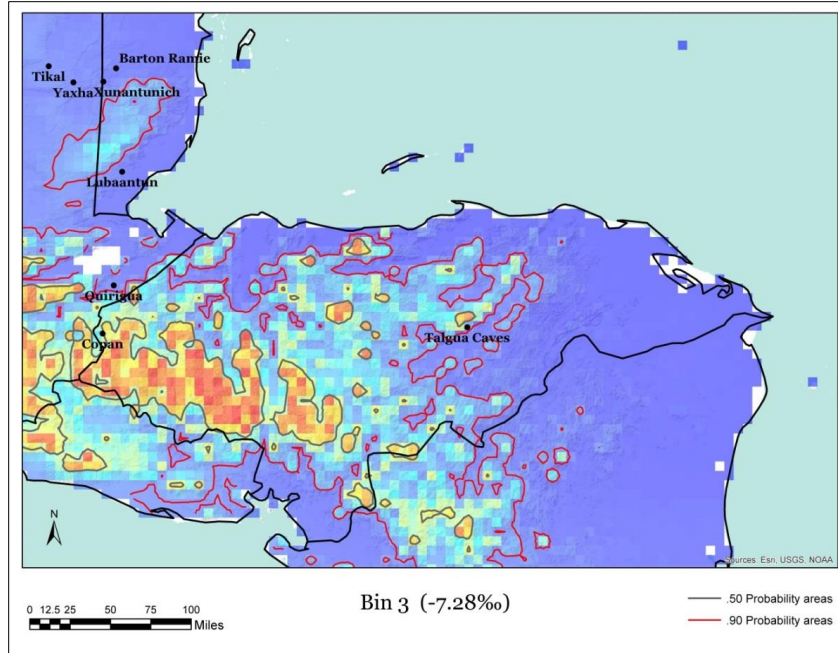 Barton Ramie
Tikal
Yaxha
Xunantunich
Lubaantun
Quirigua
Copan
Talgua Caves
N
Sources: Esri, USGS, NOAA
0 12.5 25 50 75 100
Miles
Bin 3 (-7.28‰)
.50 Probability areas
.90 Probability areas